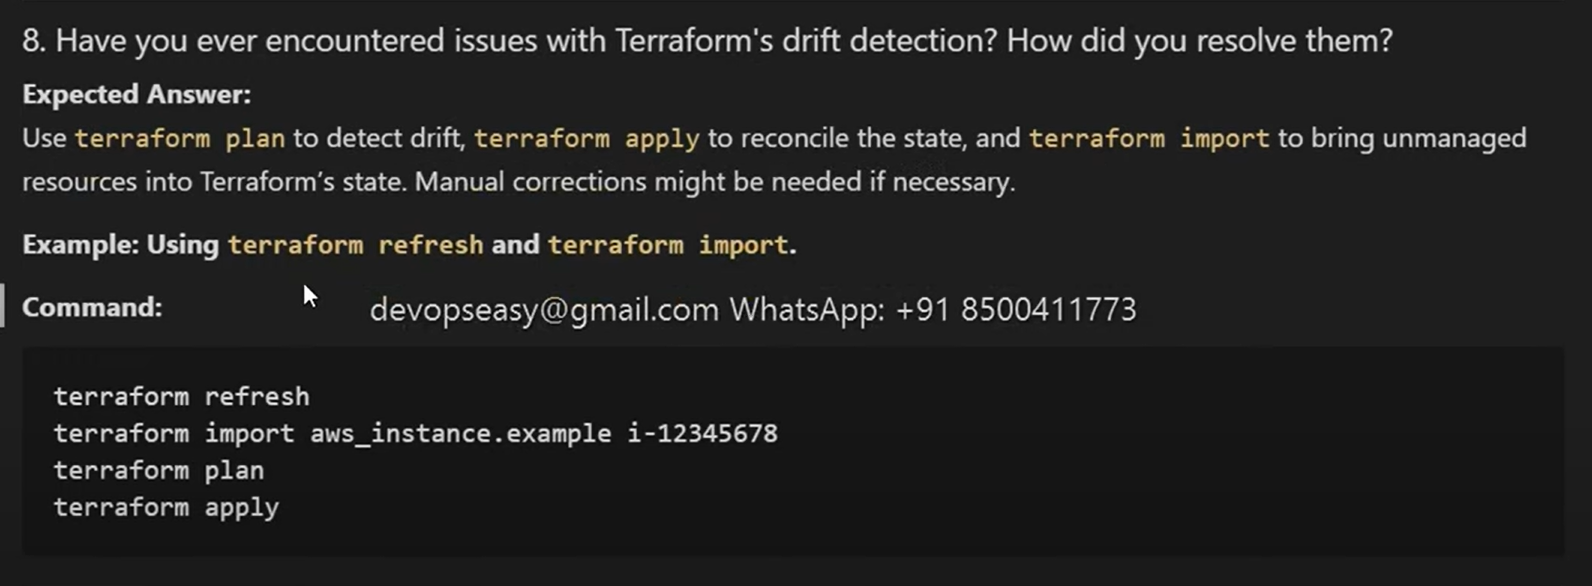 8. Have you ever encountered issues with Terraform's drift detection? How did you resolve them?
Expected Answer:
Use terraform plan to detect drift, terraform apply to reconcile the state, and terraform import to bring unmanaged
resources into Terraform’s state. Manual corrections might be needed if necessary.
Example: Using terraform refresh and terraform import.
Command:
devopseasy@gmail.com WhatsApp: +91 8500411773
terraform refresh
terraform import aws_instance.example i-12345678
terraform plan
terraform apply